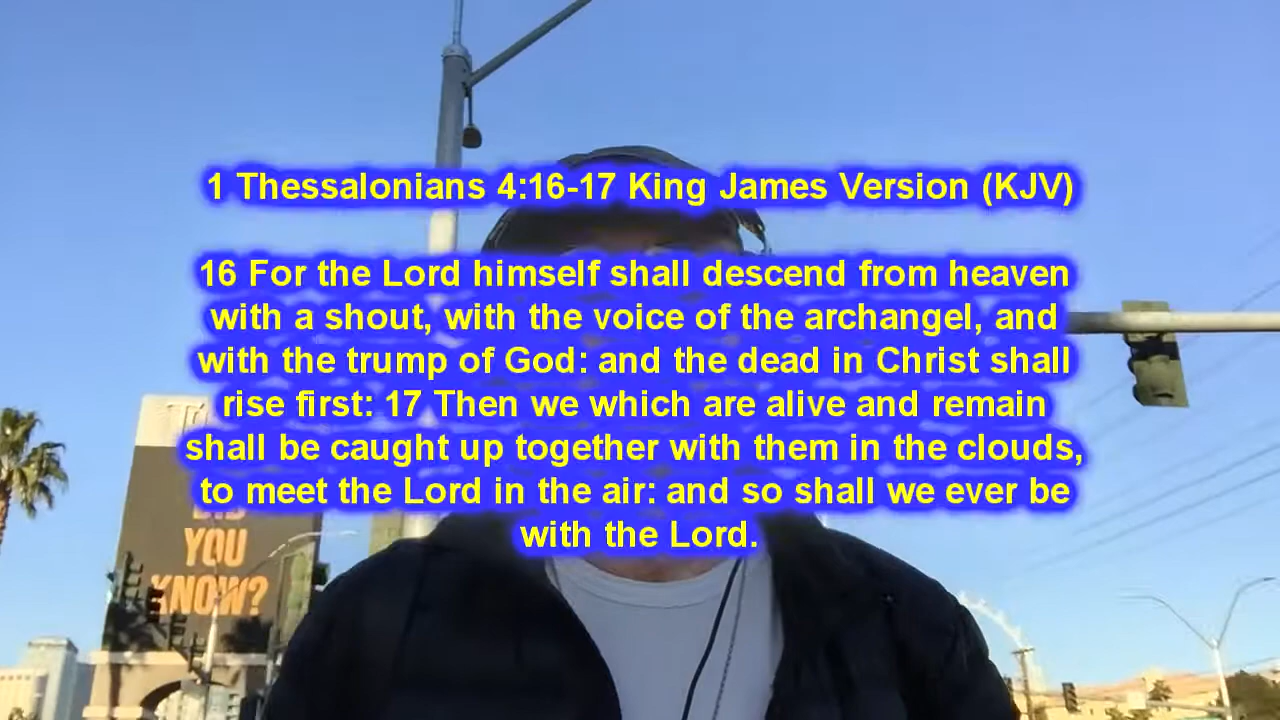 1 Thessalonians 4:16-17 King James Version (KJV)
16 For the Lord himself shall descend from heaven
with a shout, with the voice of the archangel, and
with the trump of God: and the dead in Christ shall
rise first: 17 Then we which are alive and remain
shall be caught up together with them in the clouds,
to meet the Lord in the air: and so shall we ever be
with the Lord.
DID
YOU
KNOW?